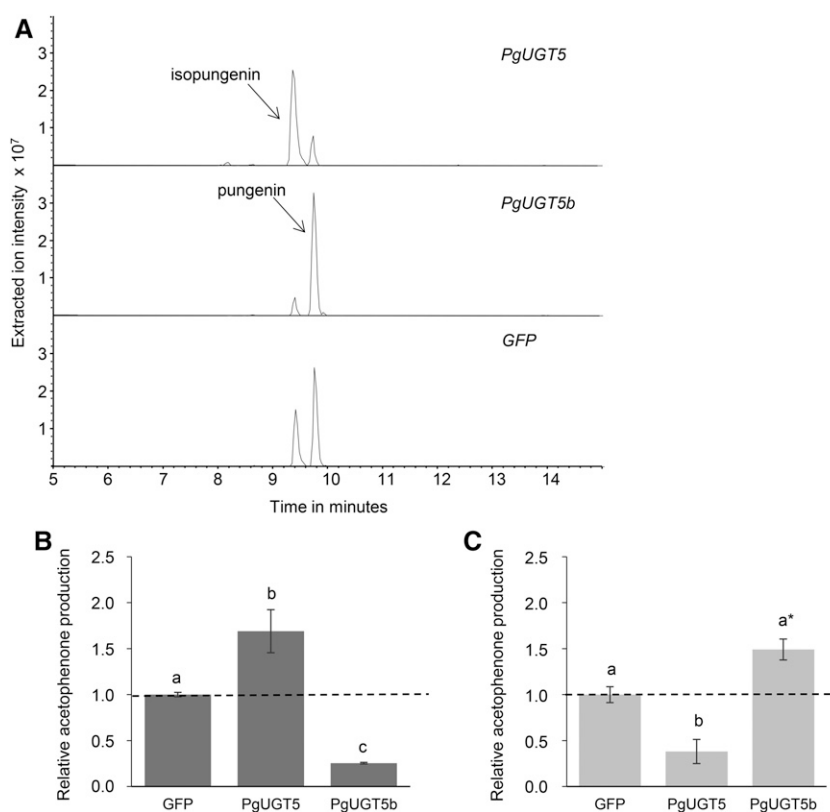 A
3
PgUGT5
isopungenin
2
1
3
PgUGT5b
pungenin
2
1
GFP
3
2
1
Extracted ion intensity x 10⁷
5 6 7 8 9 10 11 12 13 14
Time in minutes
B
Relative acetophenone production
2.5
2.0
1.5
1.0
0.5
0.0
a
b
c
GFP PgUGT5 PgUGT5b
C
Relative acetophenone production
2.5
2.0
1.5
1.0
0.5
0.0
a
b
a*
GFP PgUGT5 PgUGT5b